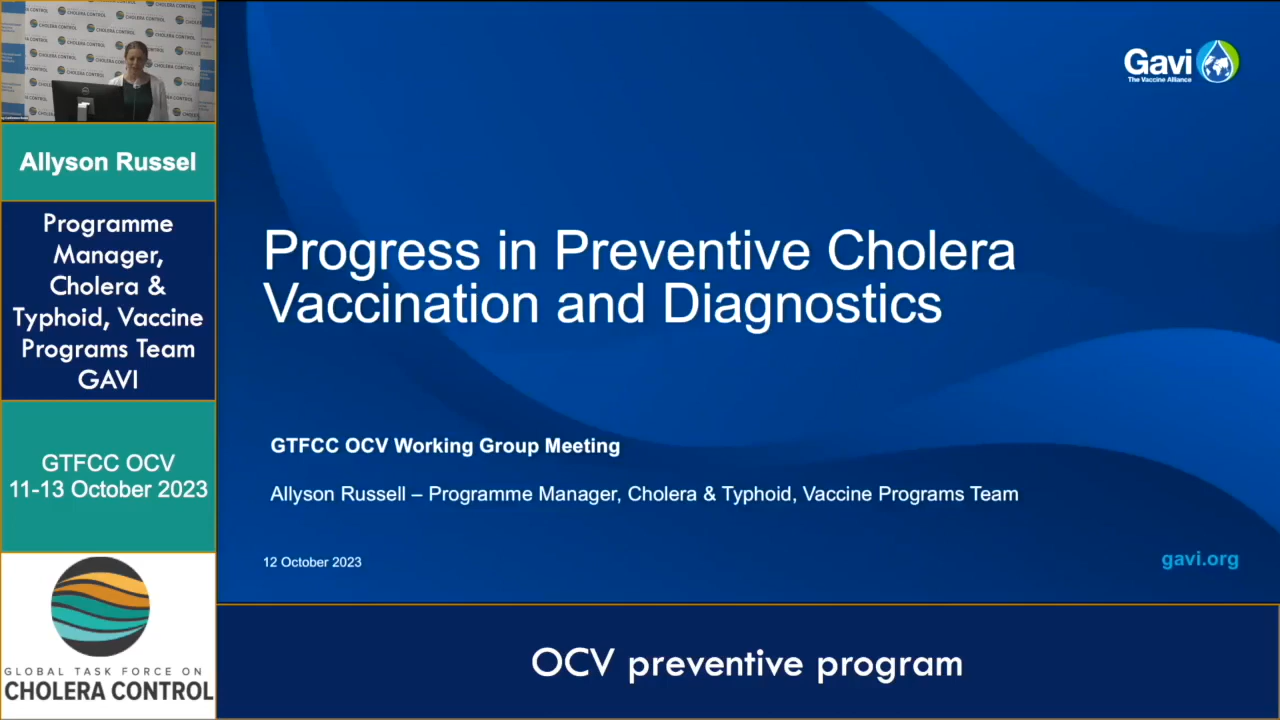 CHOLERA CONTROL
Allyson Russel
Programme
Manager,
Cholera &
Typhoid, Vaccine
Programs Team
GAVI
GTFCC OCV
11-13 October 2023
GLOBAL TASK FORCE ON
CHOLERA CONTROL
Gavi
The Vaccine Alliance
Progress in Preventive Cholera
Vaccination and Diagnostics
GTFCC OCV Working Group Meeting
Allyson Russell – Programme Manager, Cholera & Typhoid, Vaccine Programs Team
12 October 2023
gavi.org
OCV preventive program